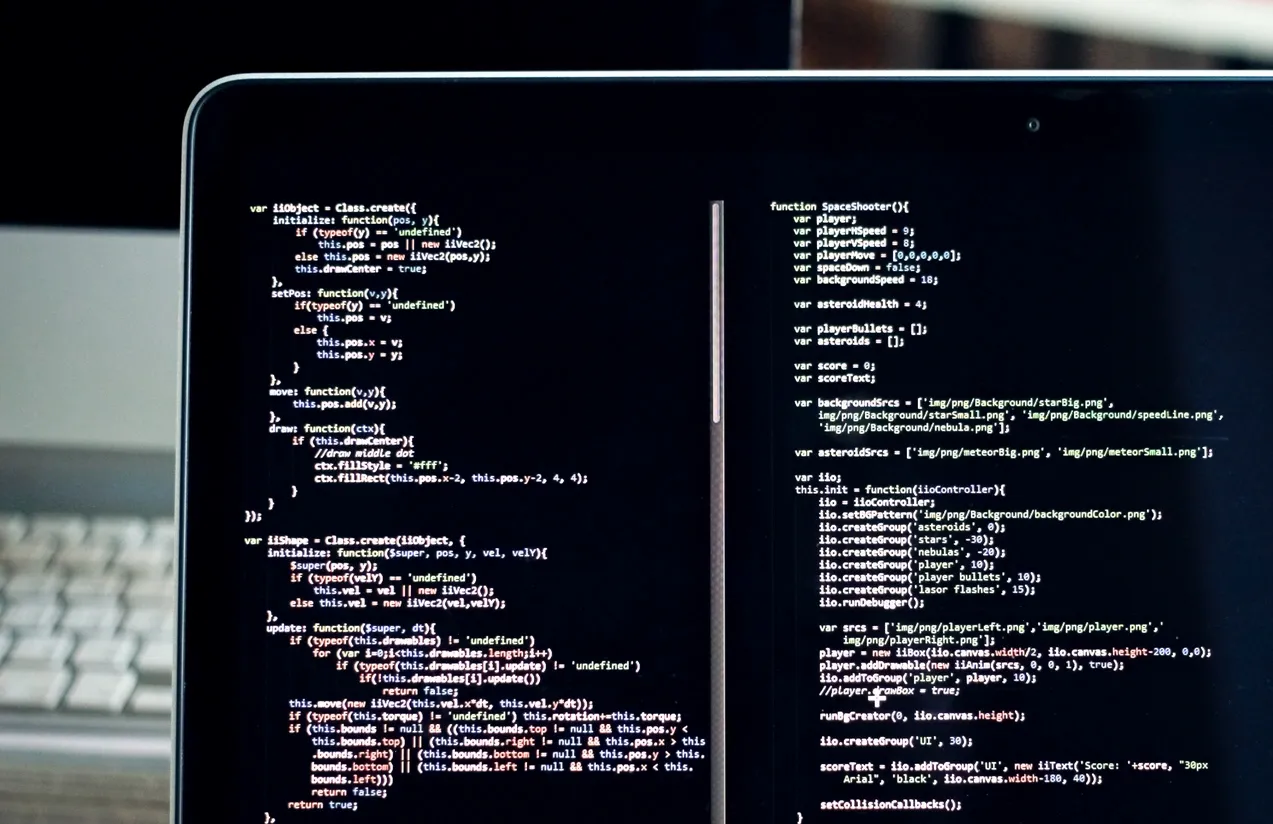 var iiObject = Class.create({
initialize: function(pos, y){
if (typeof(y) == 'undefined')
this.pos = pos || new iiVec2();
else this.pos = new iiVec2(pos,y);
this.drawCenter = true;
},
setPos: function(v,y){
if(typeof(y) == 'undefined')
this.pos = v;
else {
this.pos.x = v;
this.pos.y = y;
}
},
move: function(v,y){
this.pos.add(v,y);
},
draw: function(ctx){
if (this.drawCenter){
//draw middle dot
ctx.fillStyle = '#fff';
ctx.fillRect(this.pos.x-2, this.pos.y-2, 4, 4);
}
}
});
var iiShape = Class.create(iiObject, {
initialize: function($super, pos, y, vel, velY){
$super(pos, y);
if (typeof(velY) == 'undefined')
this.vel = vel || new iiVec2();
else this.vel = new iiVec2(vel,velY);
},
update: function($super, dt){
if (typeof(this.drawables) != 'undefined')
for (var i=0;i<this.drawables.length;i++)
if (typeof(this.drawables[i].update) != 'undefined')
if(!this.drawables[i].update())
return false;
this.move(new iiVec2(this.vel.x*dt, this.vel.y*dt));
if (typeof(this.torque) != 'undefined') this.rotation+=this.torque;
if (this.bounds != null && ((this.bounds.top != null && this.pos.y <
this.bounds.top) || (this.bounds.right != null && this.pos.x > this
.bounds.right) || (this.bounds.bottom != null && this.pos.y > this.
bounds.bottom) || (this.bounds.left != null && this.pos.x < this.
bounds.left)))
return false;
return true;
},
function SpaceShooter(){
var player;
var playerHSpeed = 9;
var playerVSpeed = 8;
var playerMove = [0,0,0,0,0];
var spaceDown = false;
var backgroundSpeed = 18;
var asteroidHealth = 4;
var playerBullets = [];
var asteroids = [];
var score = 0;
var scoreText;
var backgroundSrcs = ['img/png/Background/starBig.png', 
img/png/Background/starSmall.png', 'img/png/Background/speedLine.png',
'img/png/Background/nebula.png'];
var asteroidSrcs = ['img/png/meteorBig.png', 'img/png/meteorSmall.png'];
var iio;
this.init = function(iioController){
iio = iioController;
iio.setBGPattern('img/png/Background/backgroundColor.png');
iio.createGroup('asteroids', 0);
iio.createGroup('stars', -30);
iio.createGroup('nebulas', -20);
iio.createGroup('player', 10);
iio.createGroup('player bullets', 10);
iio.createGroup('lasor flashes', 15);
iio.runDebugger();
var srcs = ['img/png/playerLeft.png','img/png/player.png','
img/png/playerRight.png'];
player = new iiBox(iio.canvas.width/2, iio.canvas.height-200, 0,0);
player.addDrawable(new iiAnim(srcs, 0, 0, 1), true);
iio.addToGroup('player', player, 10);
//player.drawBox = true;
runBgCreator(0, iio.canvas.height);
iio.createGroup('UI', 30);
scoreText = iio.addToGroup('UI', new iiText('Score: '+score, "30px
Arial", 'black', iio.canvas.width-180, 40));
setCollisionCallbacks();
}